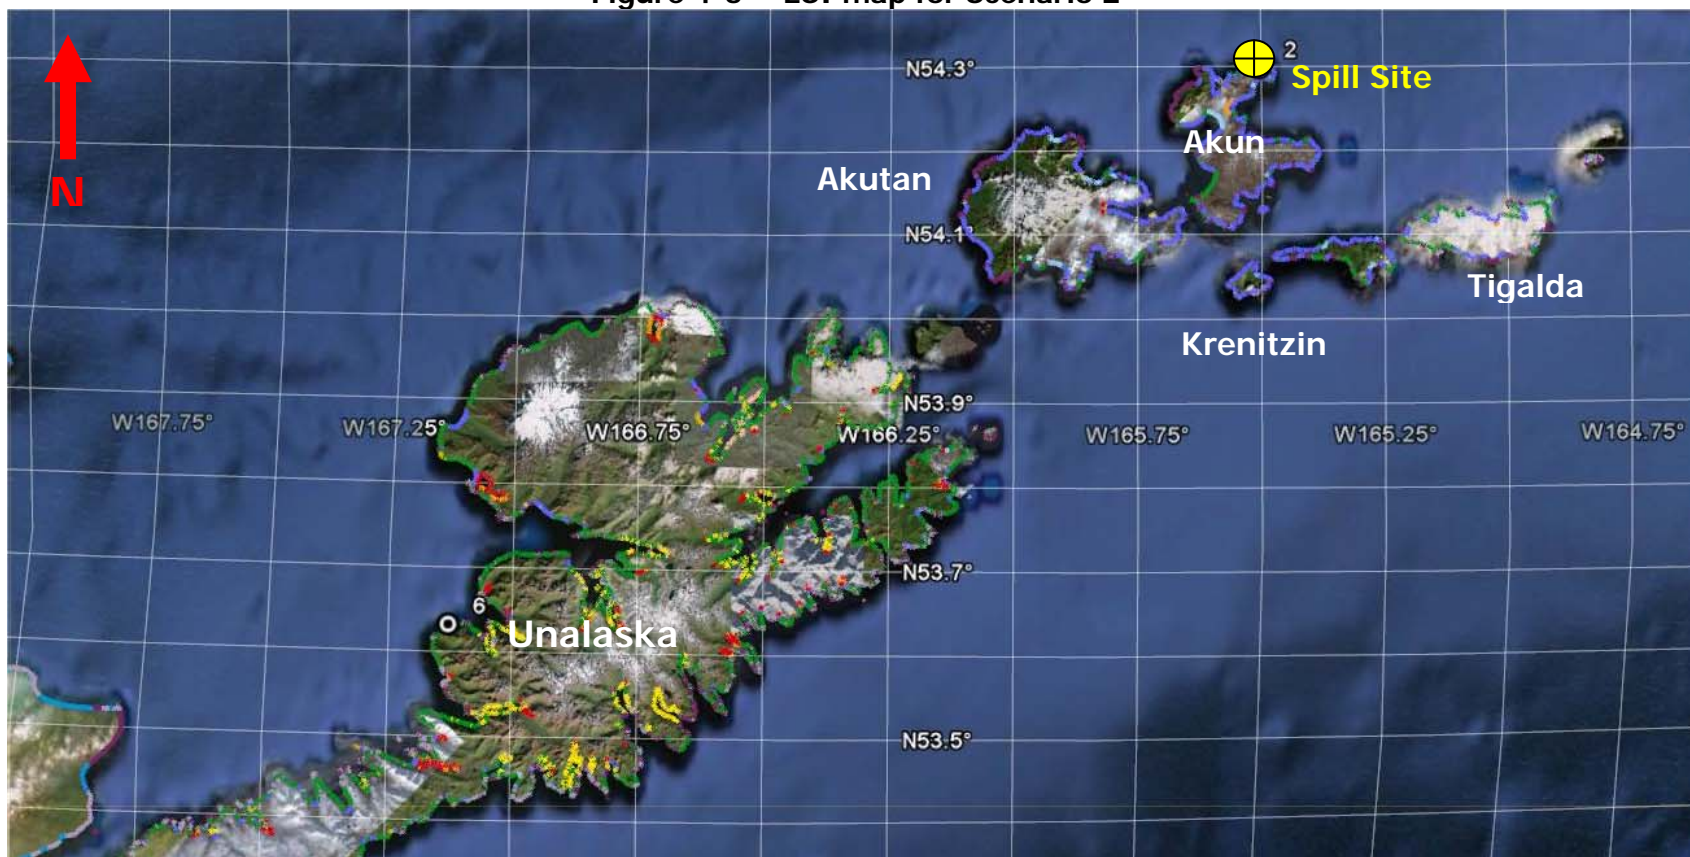 N54.3°
2
Spill Site
Akun
Akutan
N
N54.1°
Tigalda
Krenitzin
N53.9°
W167.75°
W167.25°
W166.75°
W166.25°
W165.75°
W165.25°
W164.75°
N53.7°
6
Unalaska
N53.5°